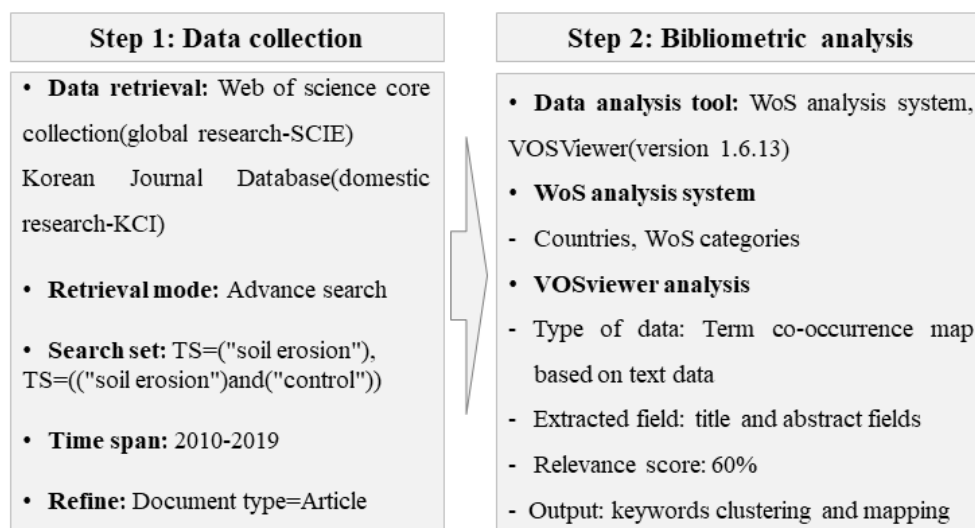 Step 1: Data collection
• Data retrieval: Web of science core
collection(global research-SCIE)
Korean Journal Database(domestic
research-KCI)
• Retrieval mode: Advance search
• Search set: TS=("soil erosion"),
TS=(("soil erosion")and("control"))
• Time span: 2010-2019
• Refine: Document type=Article
Step 2: Bibliometric analysis
• Data analysis tool: WoS analysis system,
VOSViewer(version 1.6.13)
• WoS analysis system
- Countries, WoS categories
• VOSviewer analysis
- Type of data: Term co-occurrence map
based on text data
- Extracted field: title and abstract fields
- Relevance score: 60%
- Output: keywords clustering and mapping